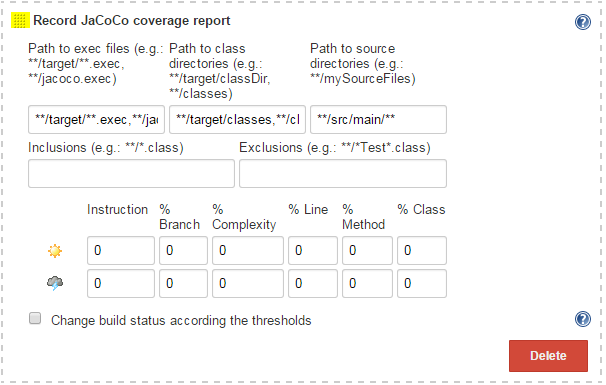 Record JaCoCo coverage report
Path to exec files (e.g.: Path to class Path to source
**/target/**.exec, directories (e.g.: directories (e.g.:
**/jacoco.exec) **/target/classDir, **/mySourceFiles)
**/classes)
**/target/**.exec,**/jac **/target/classes,**/cl **/src/main/**
Inclusions (e.g.: **/*.class) Exclusions (e.g.: **/*Test*.class)
Instruction % % % Line % % Class
Branch Complexity Method
0 0 0 0 0 0
0 0 0 0 0 0
Change build status according the thresholds
Delete